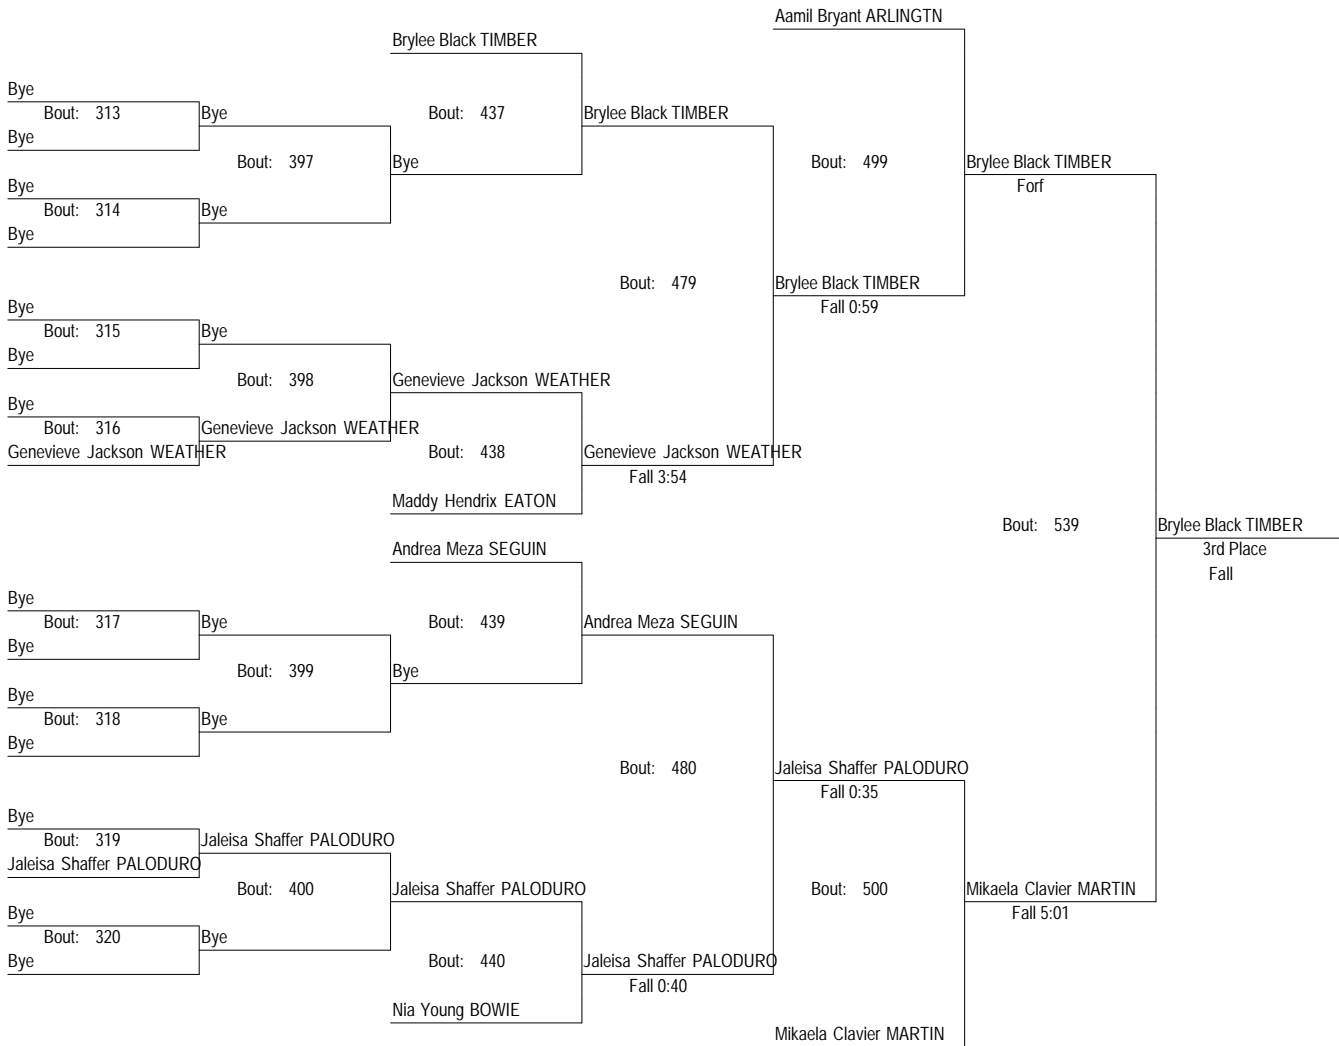 Aamil Bryant ARLINGTN
Brylee Black TIMBER
Bye
Bout: 313
Bye
Bout: 437
Brylee Black TIMBER
Bye
Bout: 397
Bye
Bout: 499
Brylee Black TIMBER
Forf
Bye
Bout: 314
Bye
Bye
Bout: 479
Brylee Black TIMBER
Fall 0:59
Bye
Bout: 315
Bye
Bye
Bout: 398
Genevieve Jackson WEATHER
Bye
Bout: 316
Genevieve Jackson WEATHER
Genevieve Jackson WEATHER
Bout: 438
Genevieve Jackson WEATHER
Fall 3:54
Maddy Hendrix EATON
Bout: 539
Brylee Black TIMBER
3rd Place
Fall
Andrea Meza SEGUIN
Bye
Bout: 317
Bye
Bout: 439
Andrea Meza SEGUIN
Bye
Bout: 399
Bye
Bye
Bout: 318
Bye
Bye
Bout: 480
Jaleisa Shaffer PALODURO
Fall 0:35
Bye
Bout: 319
Jaleisa Shaffer PALODURO
Jaleisa Shaffer PALODURO
Bout: 400
Jaleisa Shaffer PALODURO
Bout: 500
Mikaela Clavier MARTIN
Fall 5:01
Bye
Bout: 320
Bye
Bye
Bout: 440
Jaleisa Shaffer PALODURO
Fall 0:40
Nia Young BOWIE
Mikaela Clavier MARTIN